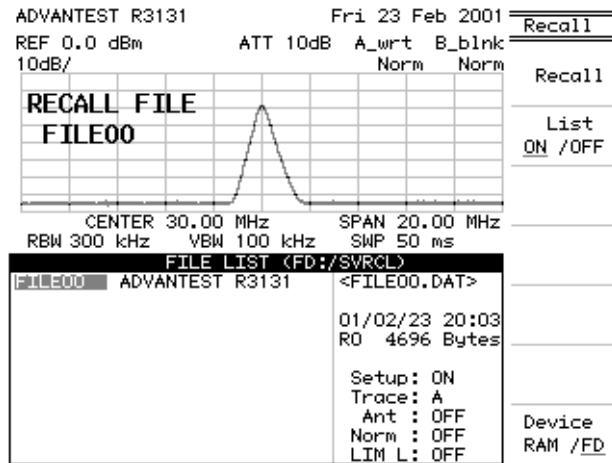 ADVANTEST R3131 Fri 23 Feb 2001
REF 0.0 dBm ATT 10dB A_wrt B_blnk
10dB/ Norm Norm
RECALL FILE
FILE00
CENTER 30.00 MHz SPAN 20.00 MHz
RBW 300 kHz VBW 100 kHz SWP 50 ms
FILE LIST (FD:/SVRCL)
FILE00 ADVANTEST R3131
<FILE00.DAT>
01/02/23 20:03
RO 4696 Bytes
Setup: ON
Trace: A
Ant : OFF
Norm : OFF
LIM L: OFF
Recall
Recall
List
ON /OFF
Device
RAM /FD